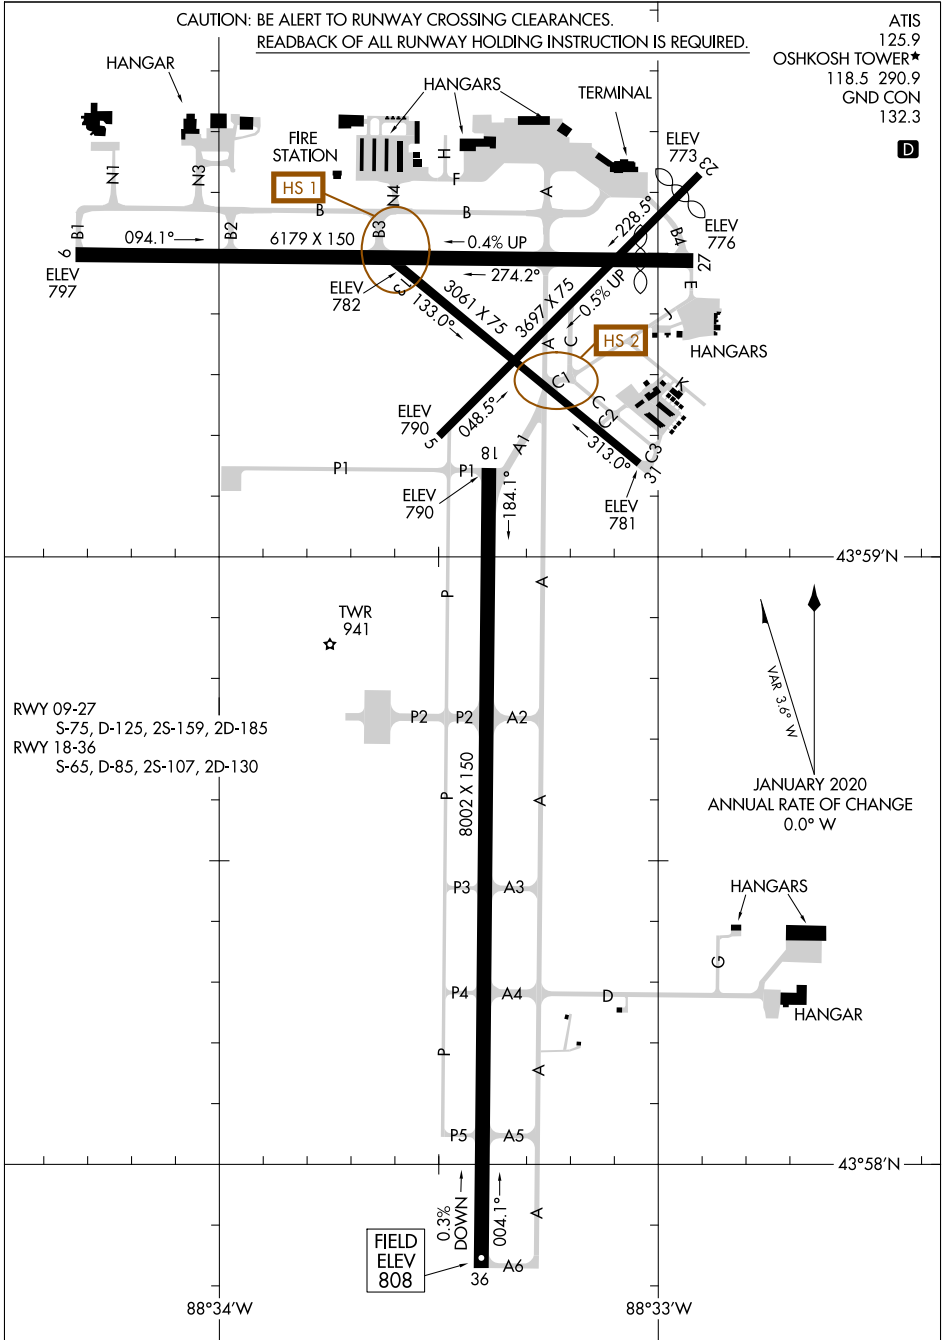 CAUTION: BE ALERT TO RUNWAY CROSSING CLEARANCES.
READBACK OF ALL RUNWAY HOLDING INSTRUCTION IS REQUIRED.
ATIS
125.9
OSHKOSH TOWER★
118.5 290.9
GND CON
132.3
D
HANGAR
HANGARS
TERMINAL
FIRE
STATION
HS 1
ELEV
773
23
N1
N3
N4
H
F
A
B
B
B1
B2
B3
B4
228.5°
ELEV
776
9
094.1°
6179 X 150
0.4% UP
274.2°
27
ELEV
797
ELEV
782
13
133.0°
3061 X 75
3697 X 75
0.5% UP
E
J
A
C
HS 2
HANGARS
C1
C
C2
K
C3
ELEV
790
5
048.5°
313.0°
31
ELEV
781
A1
P1
P1
18
ELEV
790
184.1°
43°59'N
P
A
TWR
941
VAR 3.6° W
RWY 09-27
S-75, D-125, 2S-159, 2D-185
RWY 18-36
S-65, D-85, 2S-107, 2D-130
P2
P2
A2
8002 X 150
P
A
JANUARY 2020
ANNUAL RATE OF CHANGE
0.0° W
P3
A3
HANGARS
G
P4
A4
D
HANGAR
P
A
P5
A5
43°58'N
0.3%
DOWN
004.1°
A
FIELD
ELEV
808
36
A6
88°34'W
88°33'W